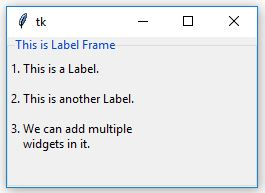 tk
This is Label Frame
1. This is a Label.
2. This is another Label.
3. We can add multiple
widgets in it.